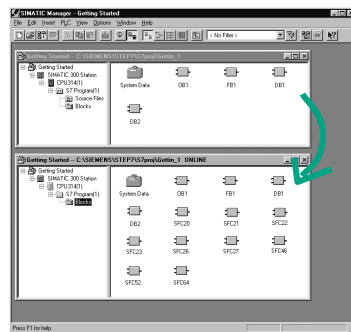 SIMATIC Manager - Getting Started
File Edit Insert PLC View Options Window Help
< No Filter >
Getting Started -- C:\SIEMENS\STEP7\S7proj\Gettin_1
Getting Started
SIMATIC 300 Station
CPU314(1)
S7 Program(1)
Source Files
Blocks
System Data OB1 FB1 DB1
DB2
Getting Started -- C:\SIEMENS\STEP7\S7proj\Gettin_1 ONLINE
Getting Started
SIMATIC 300 Station
CPU314(1)
S7 Program(1)
Blocks
System Data OB1 FB1 DB1
DB2 SFC20 SFC21 SFC22
SFC23 SFC26 SFC27 SFC46
SFC52 SFC64
Press F1 for help.